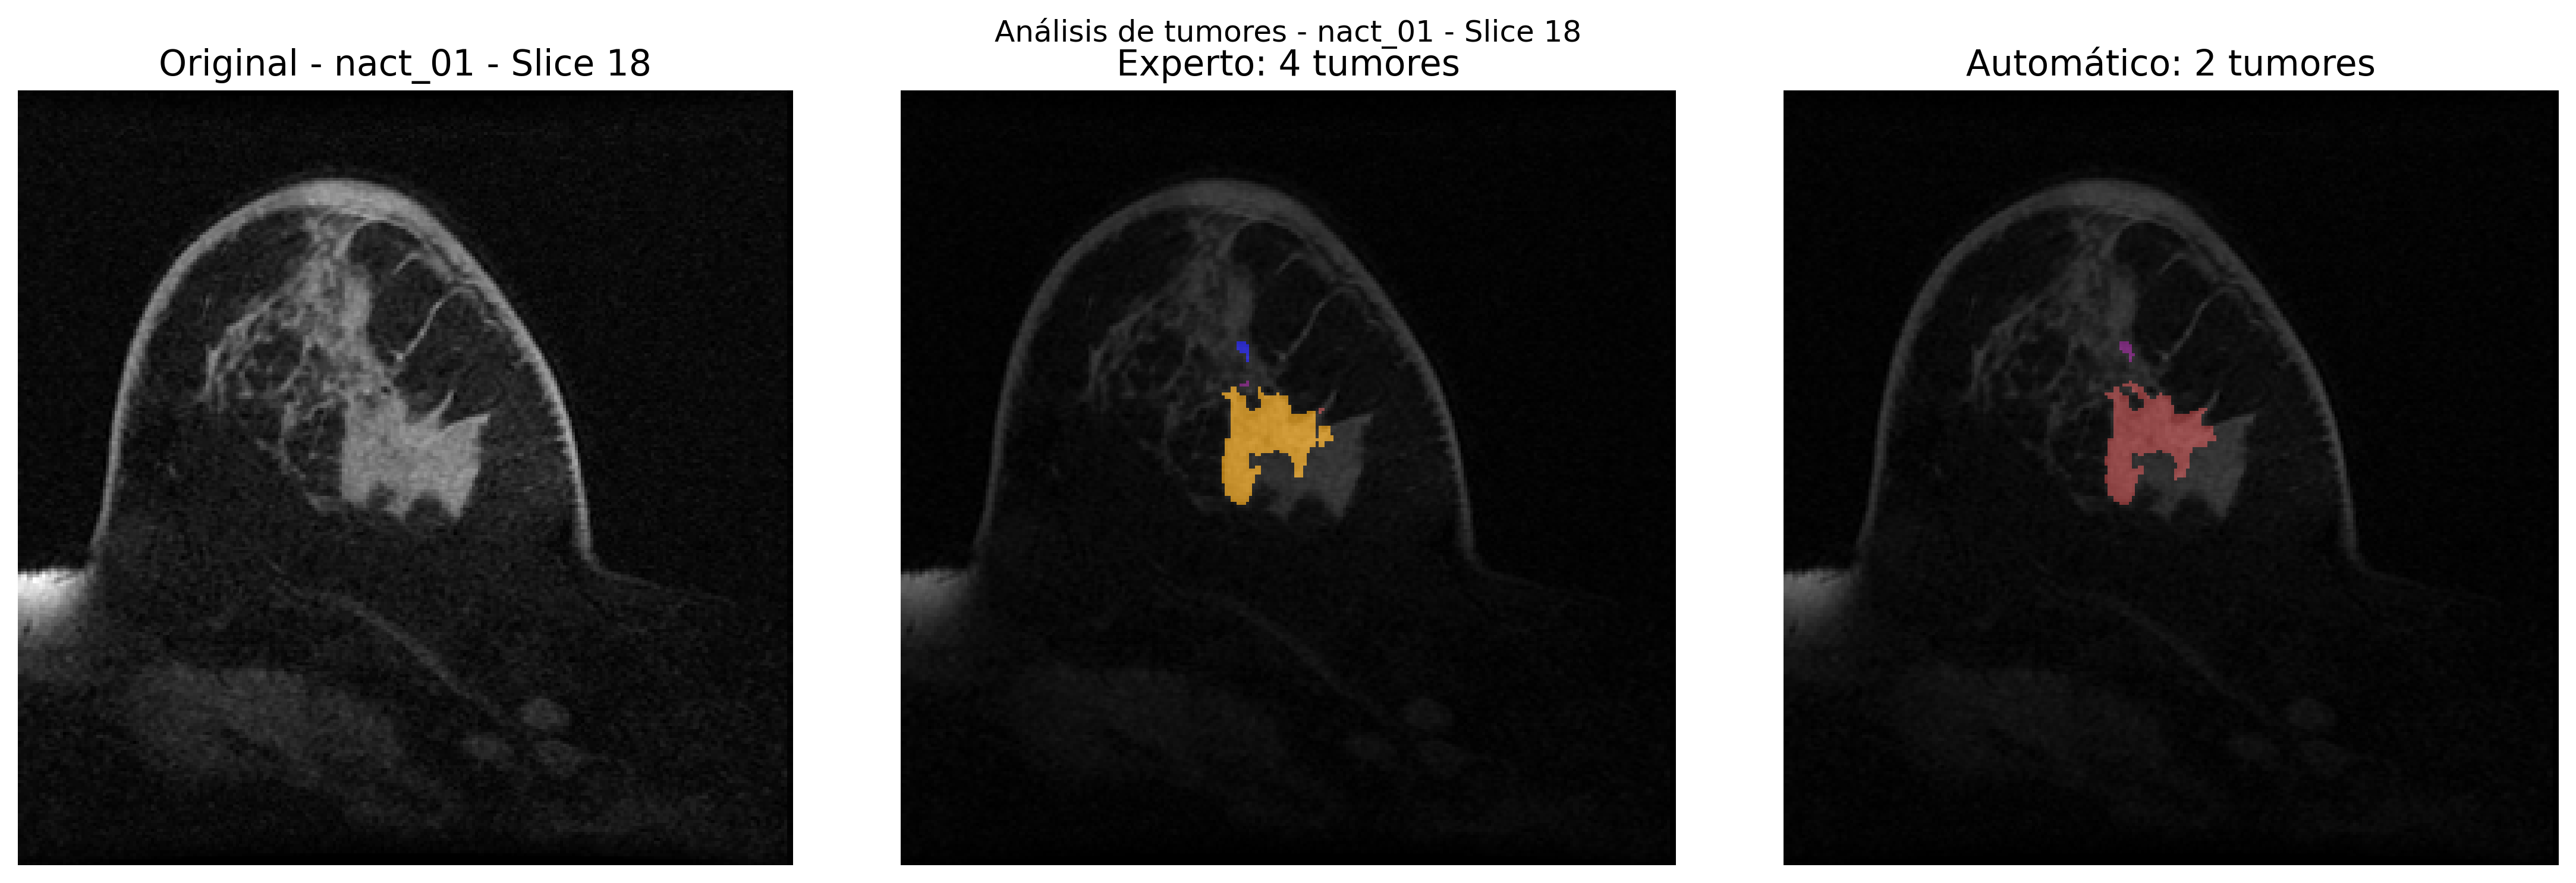 Análisis de tumores - nact_01 - Slice 18
Original - nact_01 - Slice 18
Experto: 4 tumores
Automático: 2 tumores